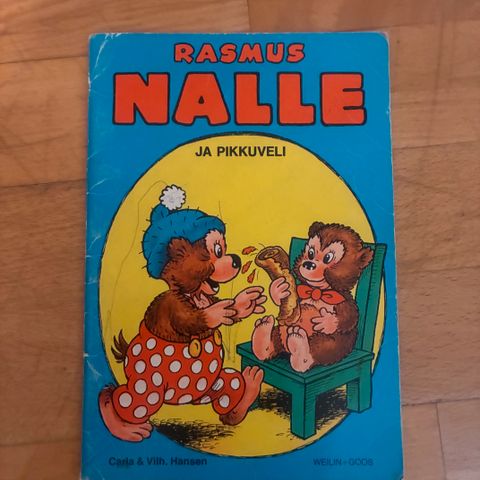 RASMUS
NALLE
JA PIKKUVELI
Carla & Vilh. Hansen
WEILIN+GÖÖS